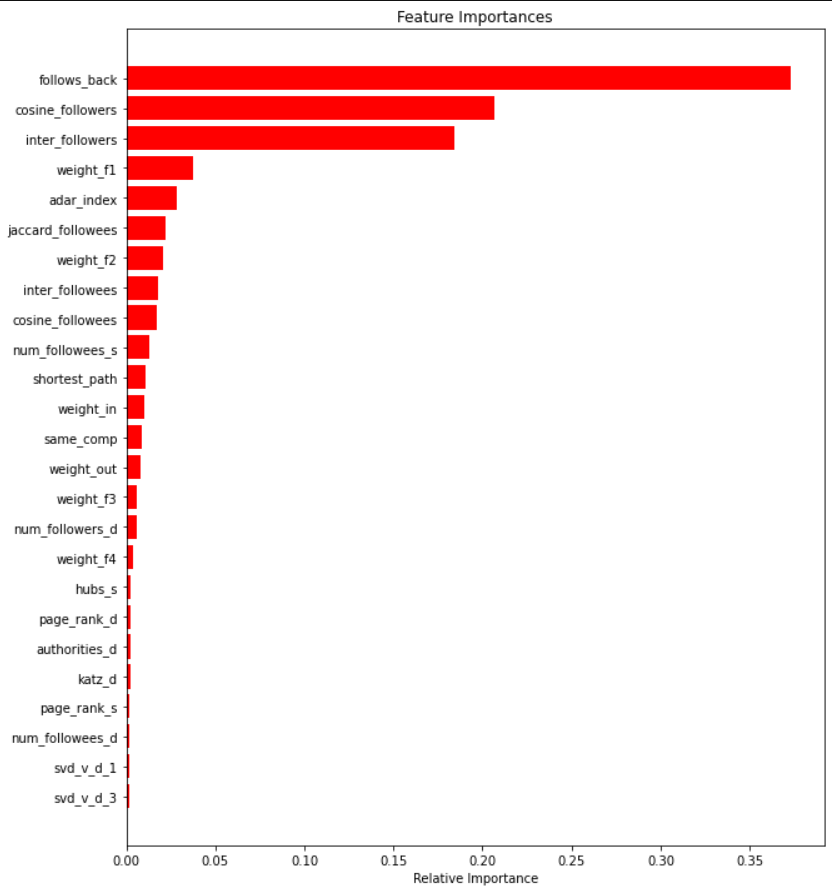 Feature Importances
follows_back
cosine_followers
inter_followers
weight_f1
adar_index
jaccard_followees
weight_f2
inter_followees
cosine_followees
num_followees_s
shortest_path
weight_in
same_comp
weight_out
weight_f3
num_followers_d
weight_f4
hubs_s
page_rank_d
authorities_d
katz_d
page_rank_s
num_followees_d
svd_v_d_1
svd_v_d_3
0.00 0.05 0.10 0.15 0.20 0.25 0.30 0.35
Relative Importance